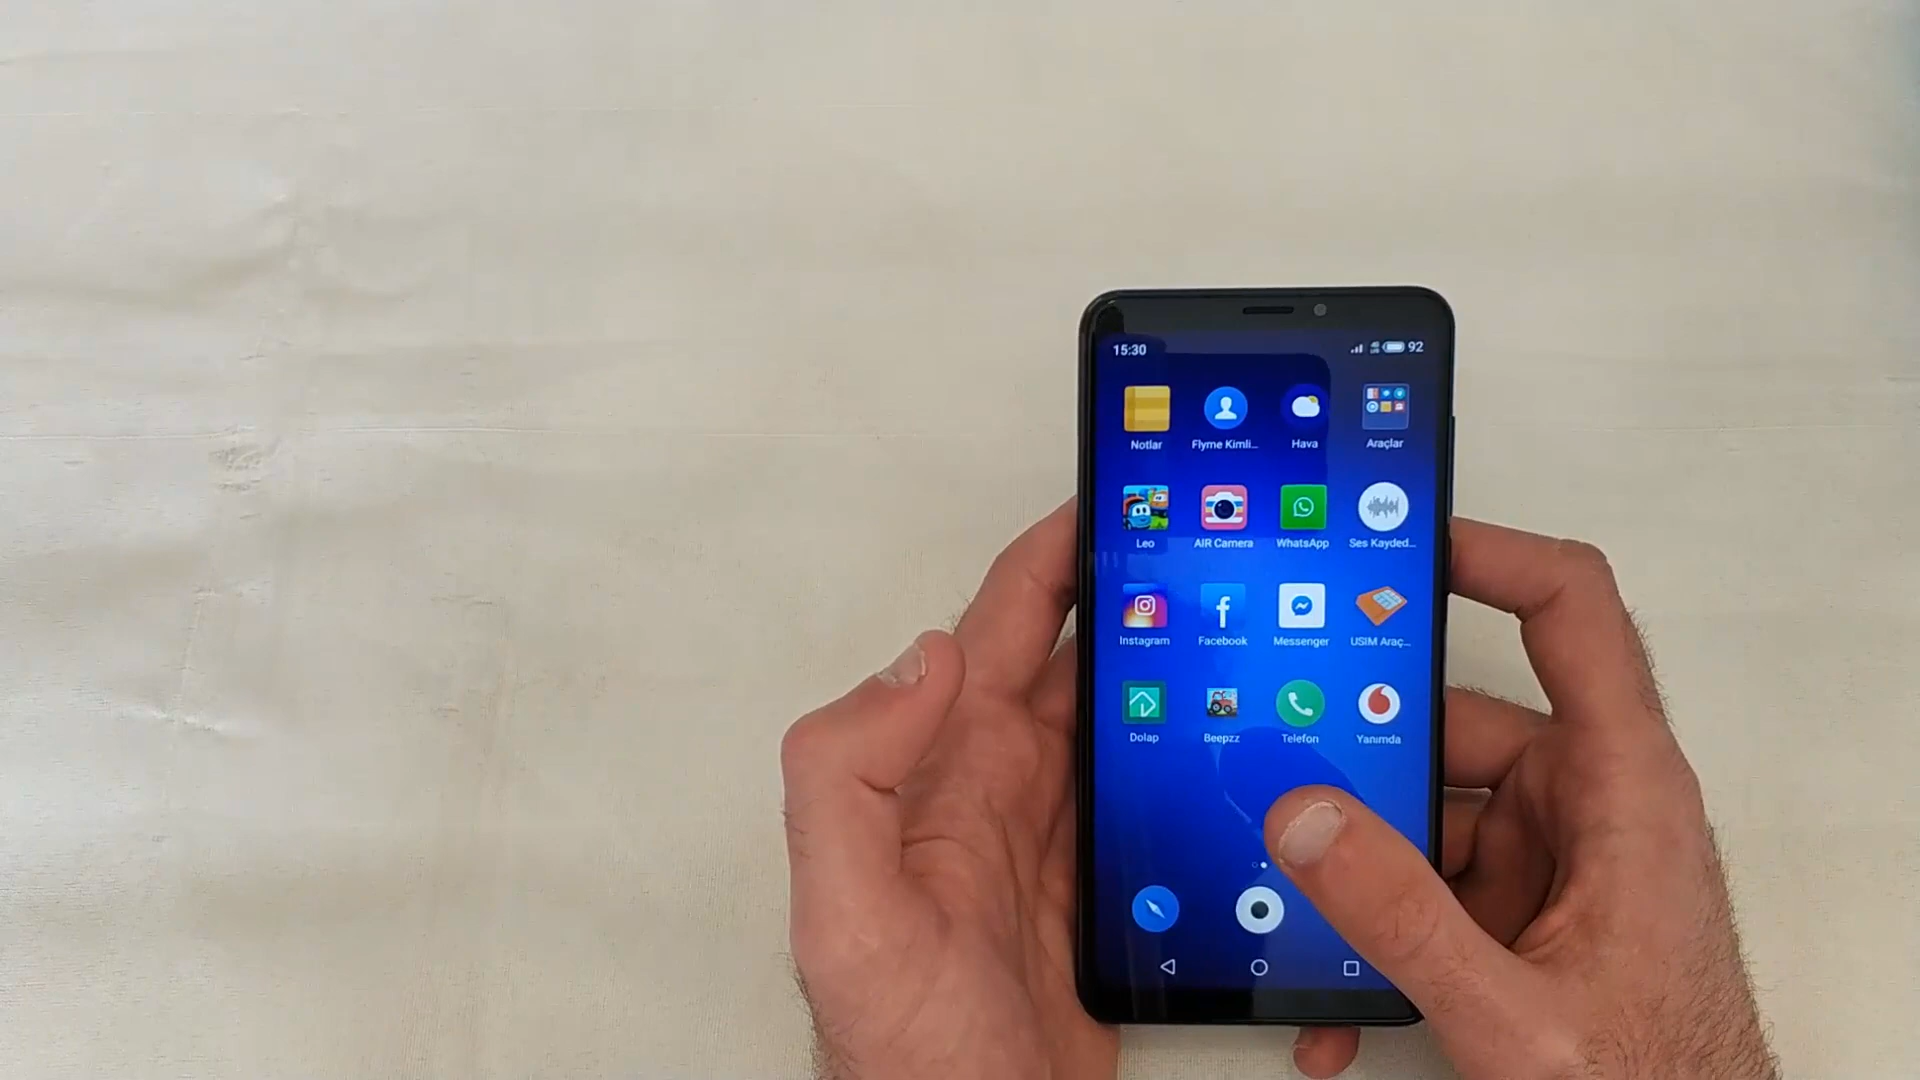 15:30 92
Notlar Flyme Kimli... Hava Araçlar
Leo AIR Camera WhatsApp Ses Kayded...
Instagram Facebook Messenger USIM Araç...
Dolap Beepzz Telefon Yanımda